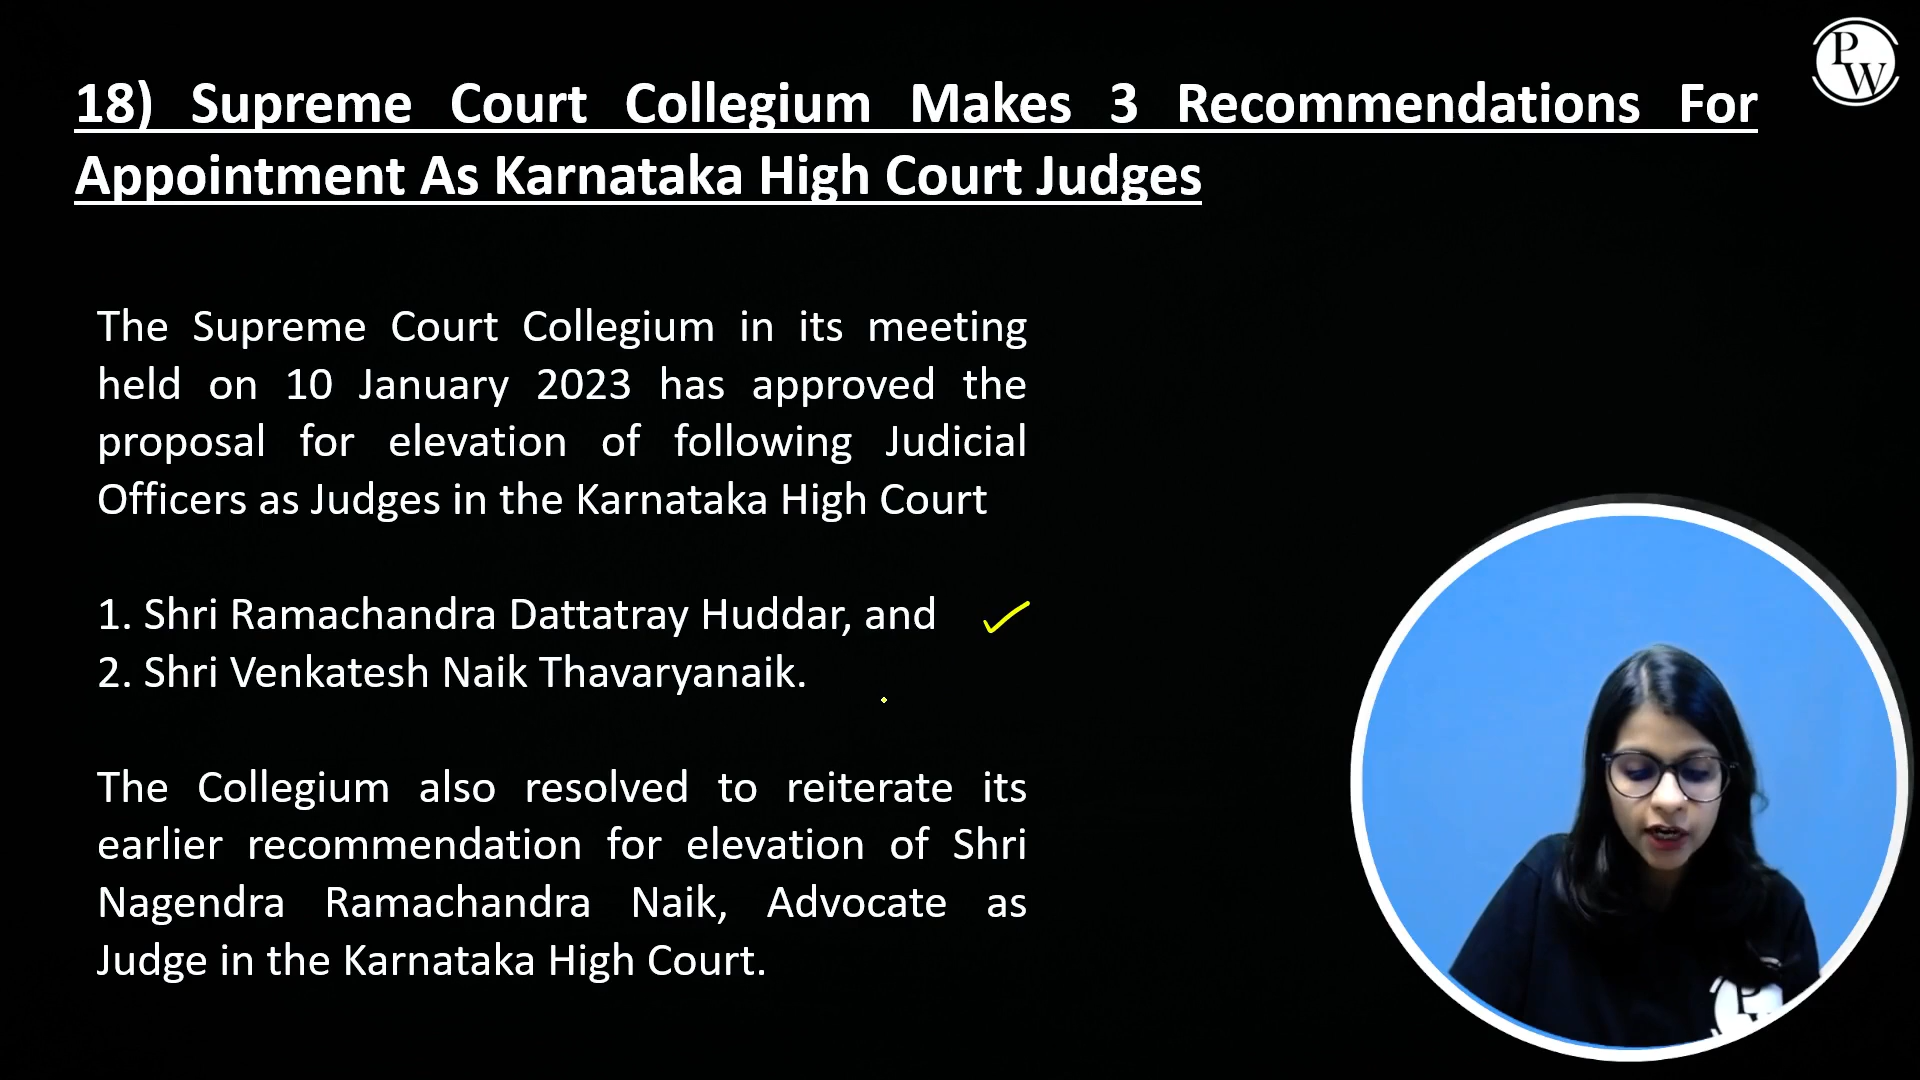 18) Supreme Court Collegium Makes 3 Recommendations For
Appointment As Karnataka High Court Judges
The Supreme Court Collegium in its meeting
held on 10 January 2023 has approved the
proposal for elevation of following Judicial
Officers as Judges in the Karnataka High Court
1. Shri Ramachandra Dattatray Huddar, and
2. Shri Venkatesh Naik Thavaryanaik.
The Collegium also resolved to reiterate its
earlier recommendation for elevation of Shri
Nagendra Ramachandra Naik, Advocate as
Judge in the Karnataka High Court.
PW
PW